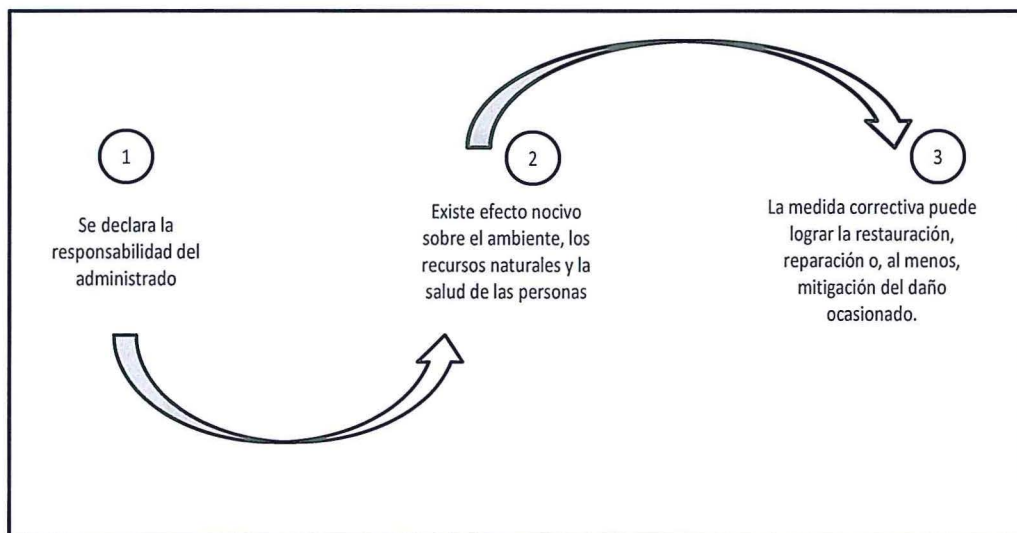 1
Se declara la
responsabilidad del
administrado
2
Existe efecto nocivo
sobre el ambiente, los
recursos naturales y la
salud de las personas
3
La medida correctiva puede
lograr la restauración,
reparación o, al menos,
mitigación del daño
ocasionado.